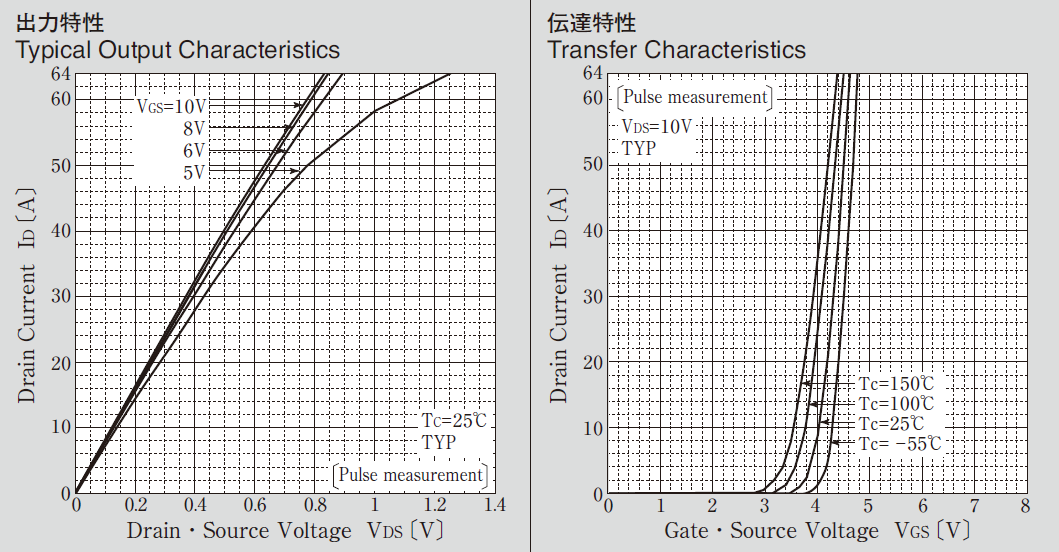 出力特性
Typical Output Characteristics
64
60
50
40
30
20
10
0
Drain Current ID〔A〕
VGS=10V
8V
6V
5V
TC=25℃
TYP
〔Pulse measurement〕
0 0.2 0.4 0.6 0.8 1 1.2 1.4
Drain・Source Voltage VDS〔V〕
伝達特性
Transfer Characteristics
64
60
50
40
30
20
10
0
Drain Current ID〔A〕
〔Pulse measurement〕
VDS=10V
TYP
Tc=150℃
Tc=100℃
Tc=25℃
Tc= −55℃
0 1 2 3 4 5 6 7 8
Gate・Source Voltage VGS〔V〕